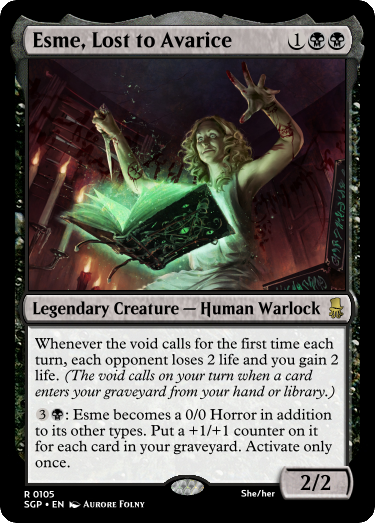 Esme, Lost to Avarice 1
Legendary Creature — Human Warlock
Whenever the void calls for the first time each
turn, each opponent loses 2 life and you gain 2
life. (The void calls on your turn when a card
enters your graveyard from your hand or library.)
3 : Esme becomes a 0/0 Horror in addition
to its other types. Put a +1/+1 counter on it
for each card in your graveyard. Activate only
once.
2/2
R 0105
She/her
SGP • EN Aurore Folny